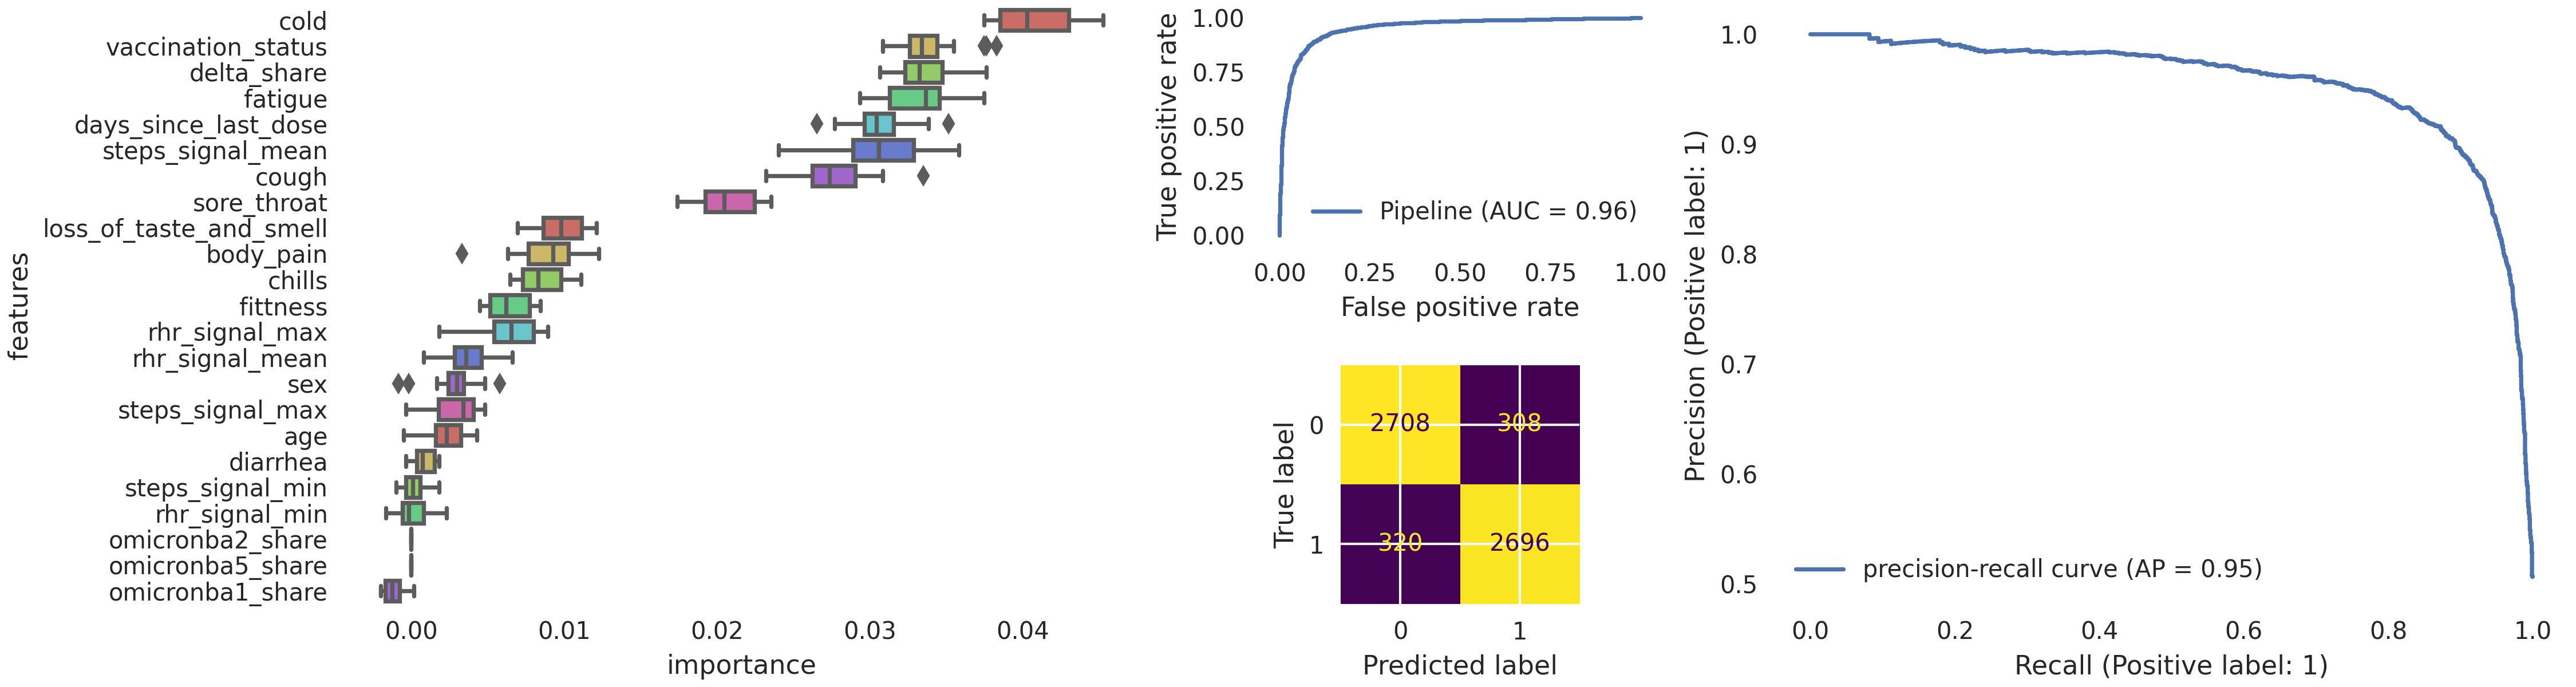 features
cold
vaccination_status
delta_share
fatigue
days_since_last_dose
steps_signal_mean
cough
sore_throat
loss_of_taste_and_smell
body_pain
chills
fittness
rhr_signal_max
rhr_signal_mean
sex
steps_signal_max
age
diarrhea
steps_signal_min
rhr_signal_min
omicronba2_share
omicronba5_share
omicronba1_share
0.00 0.01 0.02 0.03 0.04
importance
True positive rate
1.00
0.75
0.50
0.25
0.00
Pipeline (AUC = 0.96)
0.00 0.25 0.50 0.75 1.00
False positive rate
True label
0
2708 308
1
320 2696
0 1
Predicted label
Precision (Positive label: 1)
1.0
0.9
0.8
0.7
0.6
0.5
precision-recall curve (AP = 0.95)
0.0 0.2 0.4 0.6 0.8 1.0
Recall (Positive label: 1)